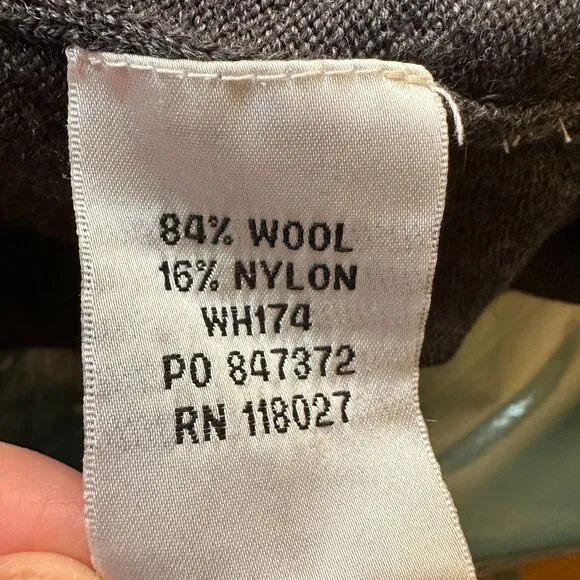 84% WOOL
16% NYLON
WH174
PO 847372
RN 118027